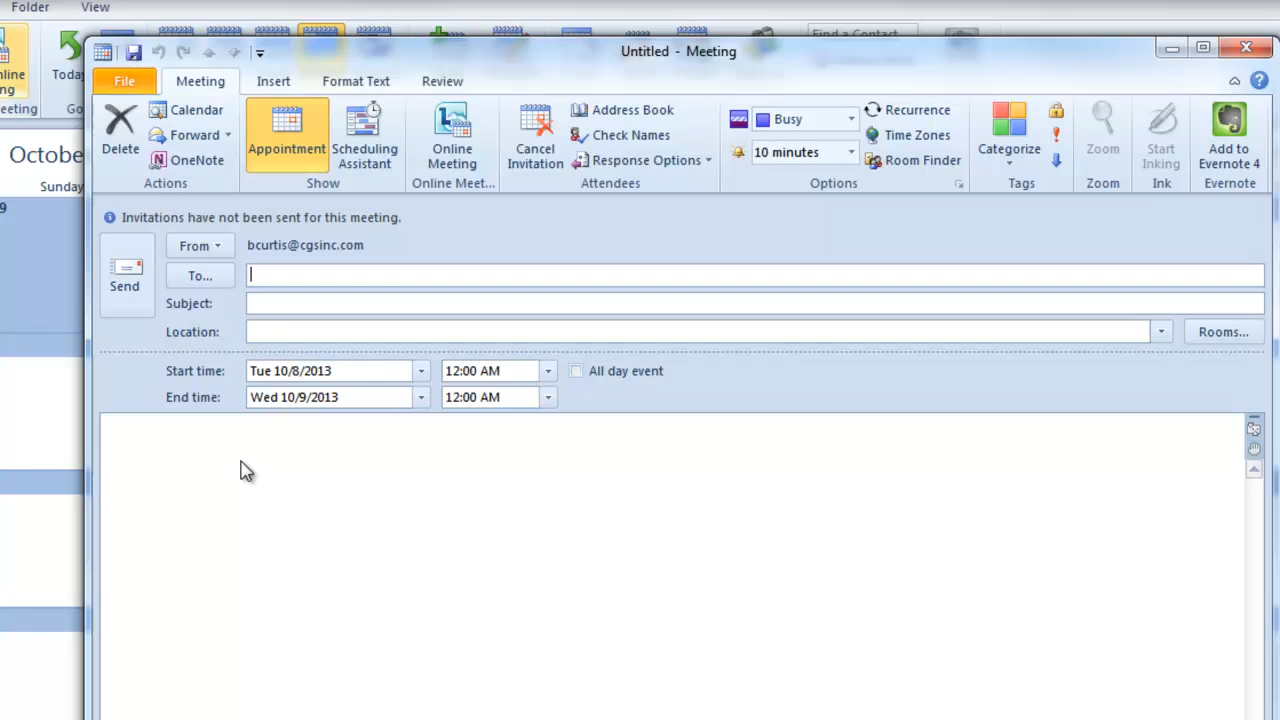 Folder View
Find a Contact
Untitled - Meeting
File Meeting Insert Format Text Review
Today
Delete
Calendar
Forward
OneNote
Actions
Appointment
Scheduling Assistant
Show
Online Meeting
Online Meet...
Cancel Invitation
Address Book
Check Names
Response Options
Attendees
Busy
10 minutes
Recurrence
Time Zones
Room Finder
Options
Categorize
Tags
Zoom
Zoom
Start Inking
Ink
Add to Evernote 4
Evernote
October
Sunday
9
Invitations have not been sent for this meeting.
Send
From bcurtis@cgsinc.com
To...
Subject:
Location: Rooms...
Start time: Tue 10/8/2013 12:00 AM All day event
End time: Wed 10/9/2013 12:00 AM